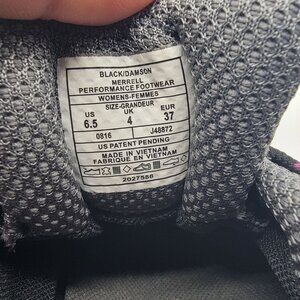 BLACK/DAMSON
MERRELL
PERFORMANCE FOOTWEAR
WOMENS-FEMMES
SIZE-GRANDEUR
US UK EUR
6.5 4 37
0816 J48872
US PATENT PENDING
MADE IN VIETNAM
FABRIQUE EN VIETNAM
2027566